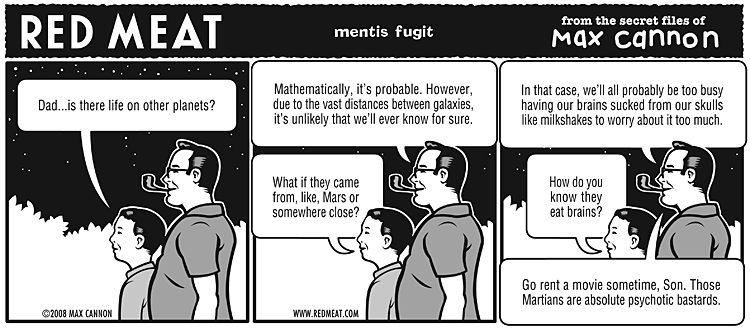 RED MEAT
mentis fugit
from the secret files of
Max cannon
Dad...is there life on other planets?
©2008 MAX CANNON
Mathematically, it's probable. However,
due to the vast distances between galaxies,
it's unlikely that we'll ever know for sure.
What if they came
from, like, Mars or
somewhere close?
WWW.REDMEAT.COM
In that case, we'll all probably be too busy
having our brains sucked from our skulls
like milkshakes to worry about it too much.
How do you
know they
eat brains?
Go rent a movie sometime, Son. Those
Martians are absolute psychotic bastards.